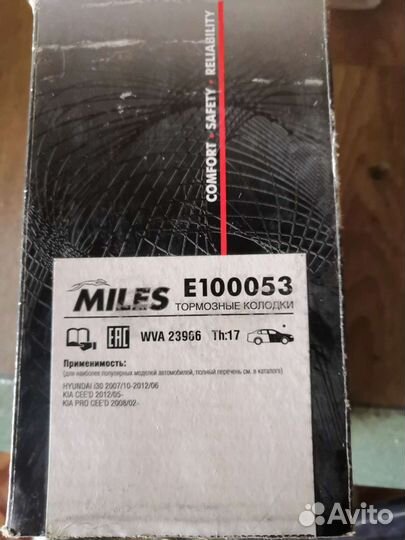 COMFORT · SAFETY · RELIABILITY
MILES
E100053
ТОРМОЗНЫЕ КОЛОДКИ
EAC
WVA 23966 Th:17
Применимость:
(для наиболее популярных моделей автомобилей, полный перечень см. в каталоге)
HYUNDAI i30 2007/10-2012/06
KIA CEE'D 2012/05-
KIA PRO CEE'D 2008/02-
Avito